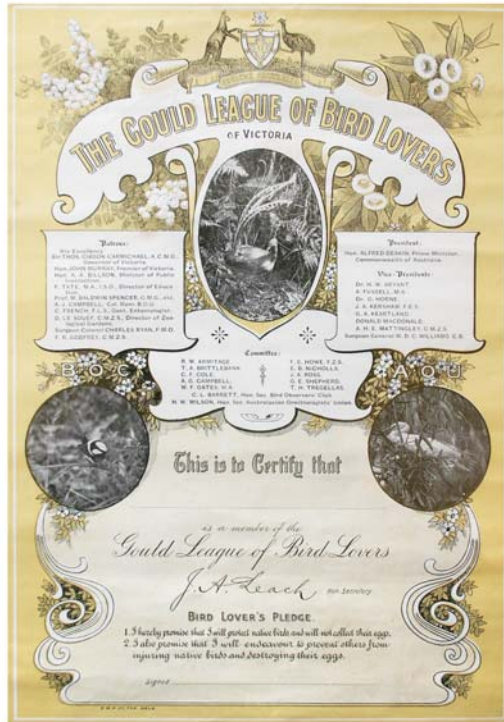 THE GOULD LEAGUE OF BIRD LOVERS
OF VICTORIA
Patrons:
His Excellency
Sir THOS. GIBSON CARMICHAEL, K.C.M.G.
Governor of Victoria.
Hon. JOHN MURRAY, Premier of Victoria.
Hon. A. A. BILLSON, Minister of Public
Instruction.
F. TATE, M.A., I.S.O., Director of Educa-
tion.
Prof. W. BALDWIN SPENCER, C.M.G.,
A. J. CAMPBELL, Col. Mem. B.O.U.
C. FRENCH, F.L.S., Govt. Entomologist.
D. LE SOUEF, C.M.Z.S., Director of Zoo-
logical Gardens.
Surgeon Colonel CHARLES RYAN, P.M.O.
F. R. GODFREY, C.M.Z.S.
President:
Hon. ALFRED DEAKIN, Prime Minister,
Commonwealth of Australia.
Vice-Presidents:
Dr. H. W. BRYANT.
A. FUSSELL, M.A.
Dr. G. HORNE.
J. A. KERSHAW, F.E.S.
G. A. KEARTLAND.
DONALD MACDONALD.
A. H. E. MATTINGLEY, C.M.Z.S.
Surgeon General W. D. C. WILLIAMS, C.B.
Committee:
R. W. ARMITAGE.
T. A. BRITTLEBANK.
C. F. COLE.
A. G. CAMPBELL.
W. F. GATES, M.A.
F. E. HOWE, F.Z.S.
E. B. NICHOLLS.
J. A. ROSS.
G. E. SHEPHERD.
T. H. TREGELLAS.
C. L. BARRETT, Hon. Sec. Bird Observers' Club
H. W. WILSON, Hon. Sec. Australasian Ornithologists' Union.
BOC
AOU
This is to Certify that
is a member of the
Gould League of Bird Lovers
J. A. Leach Hon Secretary
BIRD LOVER'S PLEDGE.
1. I hereby promise that I will protect native birds and will not collect their eggs.
2. I also promise that I will endeavour to prevent others from
injuring native birds and destroying their eggs.
Signed